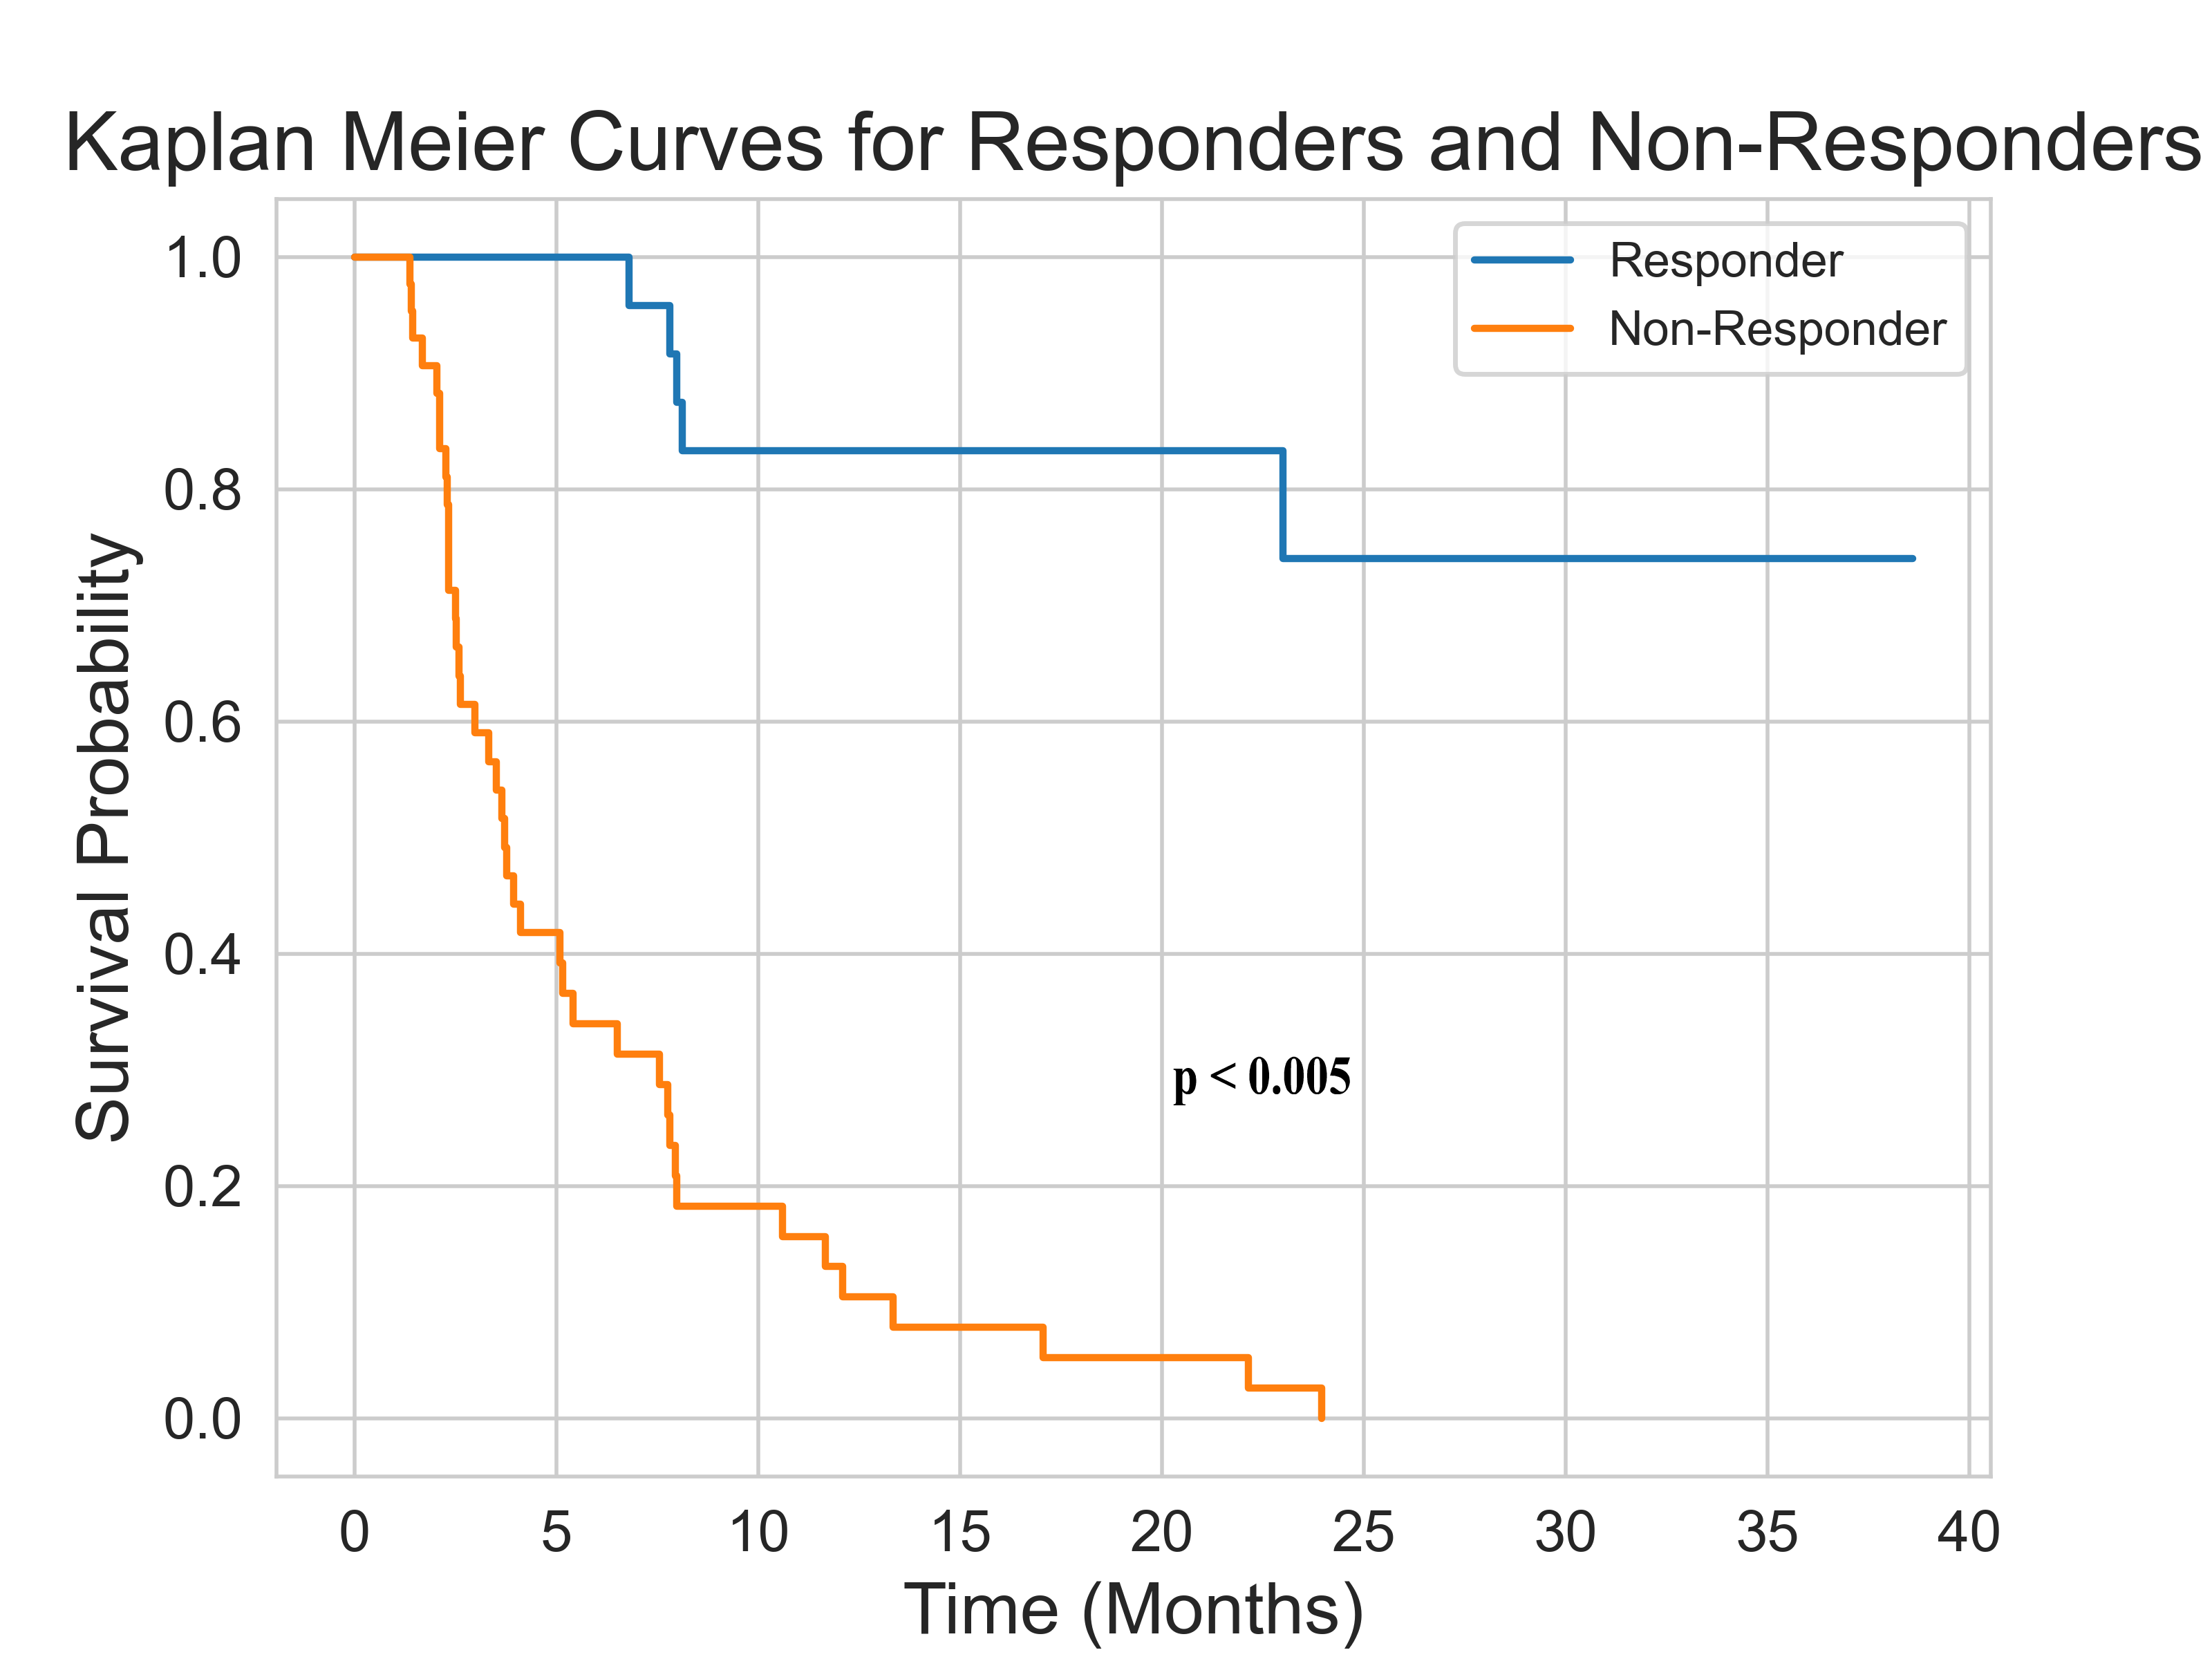 Kaplan Meier Curves for Responders and Non-Responders
Responder
Non-Responder
1.0
0.8
0.6
0.4
0.2
0.0
Survival Probability
p < 0.005
0 5 10 15 20 25 30 35 40
Time (Months)